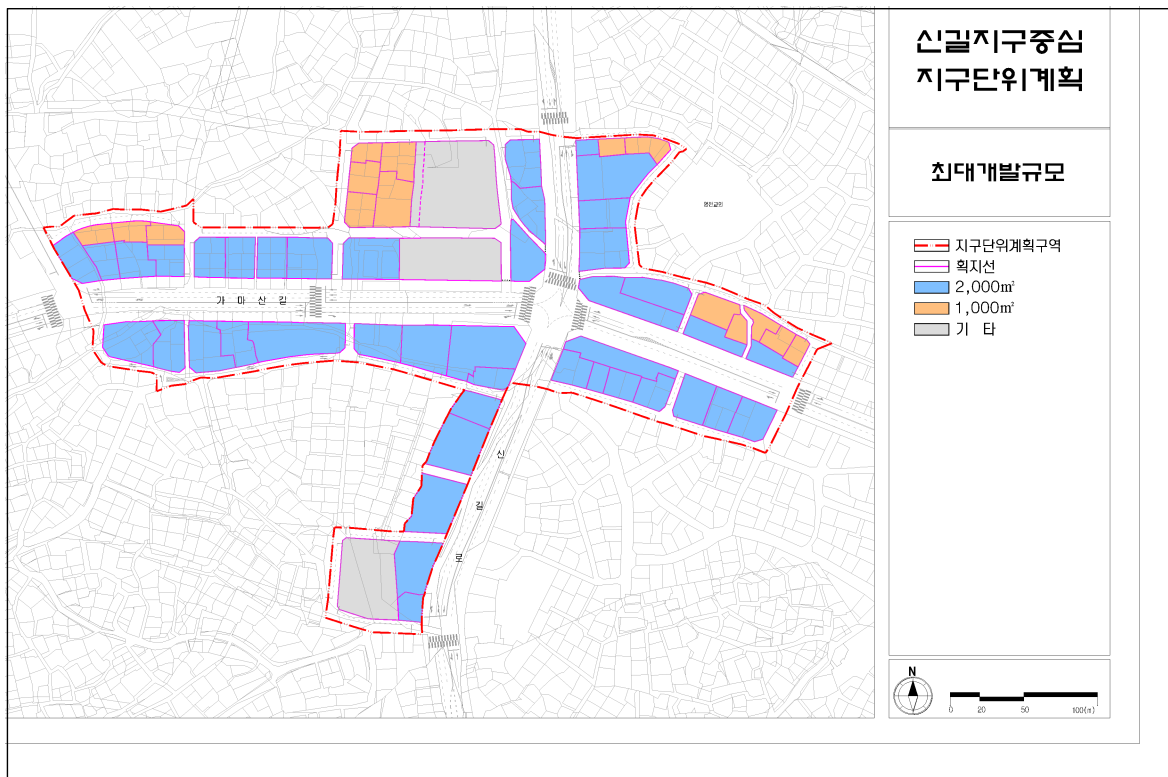 신길지구중심
지구단위계획
최대개발규모
지구단위계획구역
획지선
2,000㎡
1,000㎡
기 타
가 마 산 길
신
길
로
N
0 20 50 100(m)